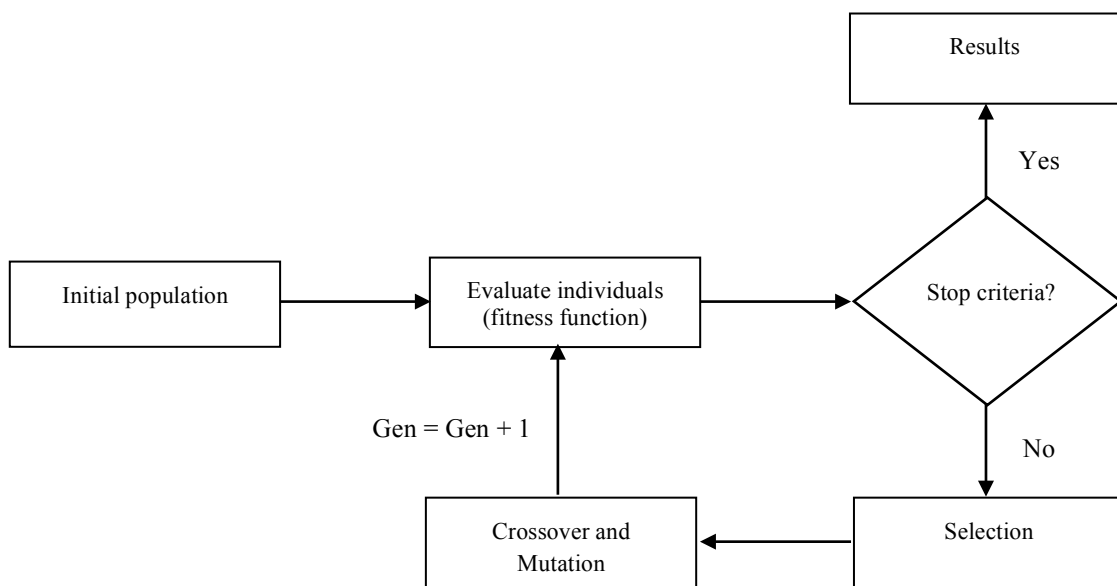 Results
Yes
Initial population
Evaluate individuals
(fitness function)
Stop criteria?
Gen = Gen + 1
No
Crossover and
Mutation
Selection